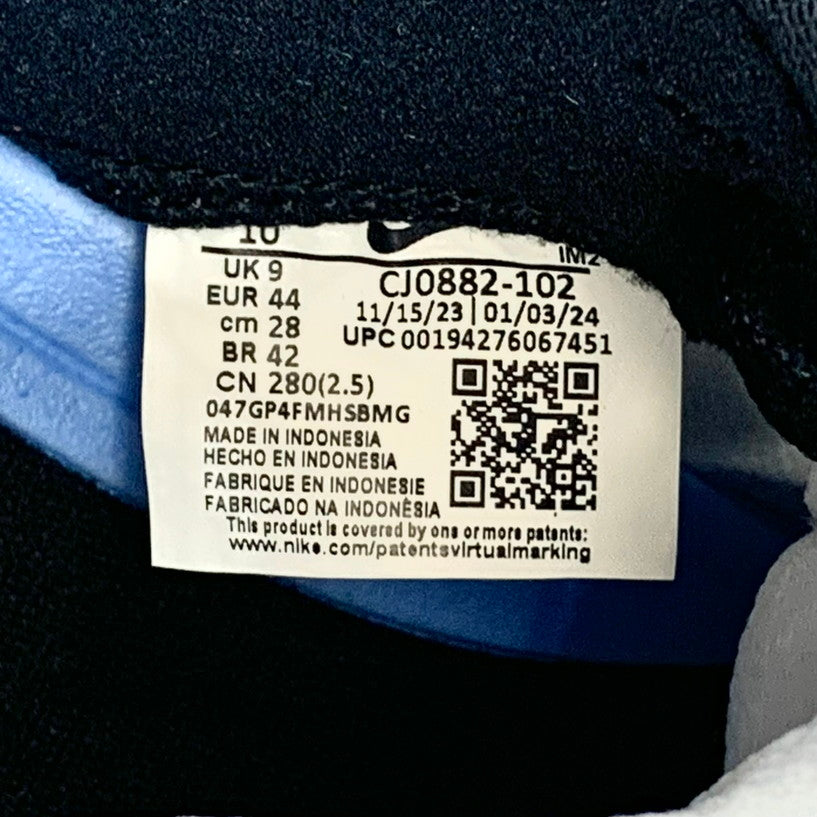 10
IM2
UK 9
EUR 44
cm 28
BR 42
CN 280(2.5)
047GP4FMHSBMG
CJ0882-102
11/15/23 | 01/03/24
UPC 00194276067451
MADE IN INDONESIA
HECHO EN INDONESIA
FABRIQUE EN INDONESIE
FABRICADO NA INDONÉSIA
This product is covered by one or more patents:
www.nike.com/patentsvirtualmarking